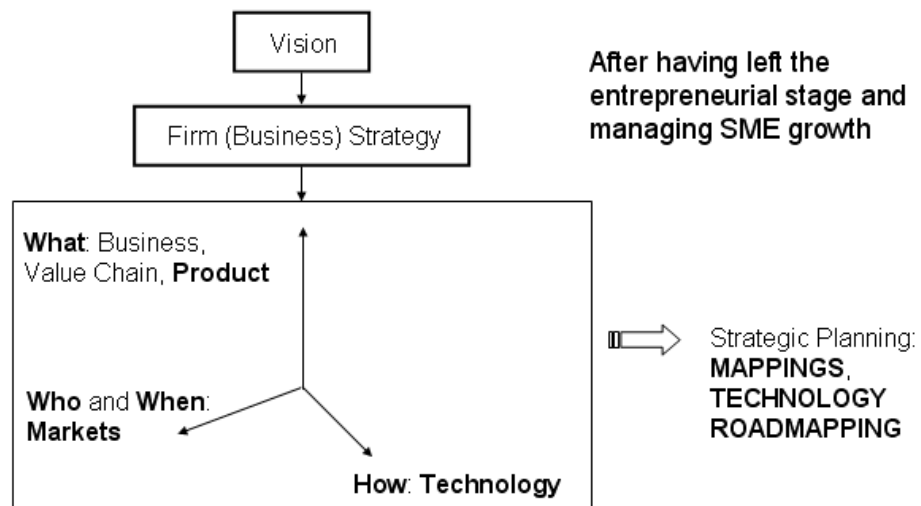 Vision
After having left the
entrepreneurial stage and
managing SME growth
Firm (Business) Strategy
What: Business,
Value Chain, Product
Who and When:
Markets
How: Technology
Strategic Planning:
MAPPINGS,
TECHNOLOGY
ROADMAPPING